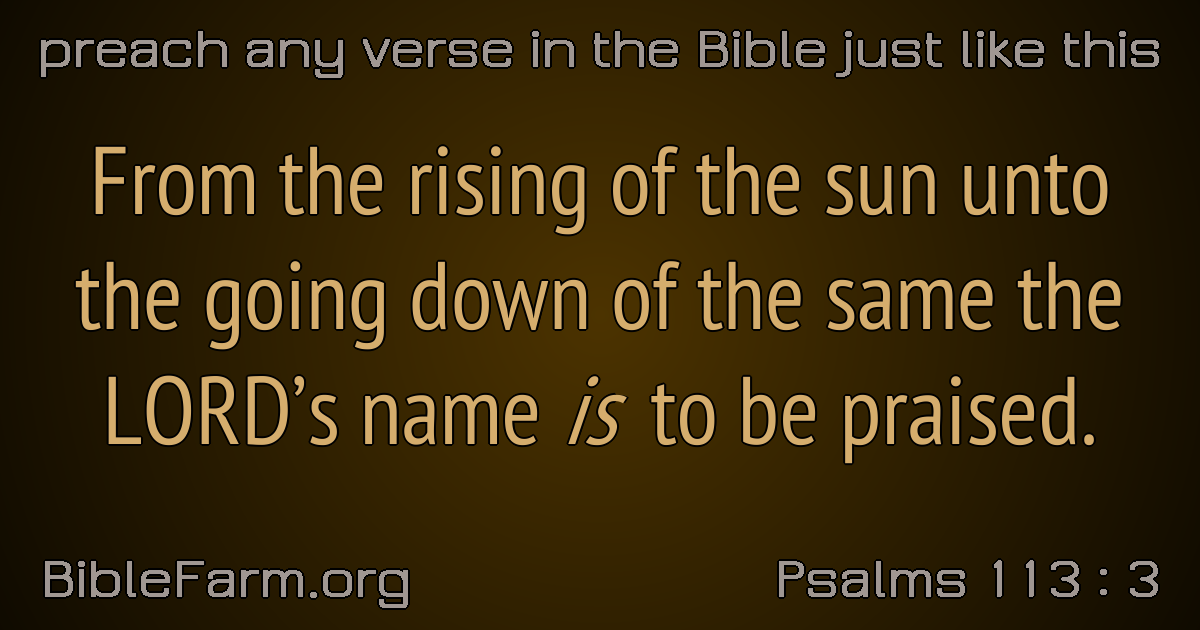 preach any verse in the Bible just like this
From the rising of the sun unto
the going down of the same the
LORD’s name is to be praised.
BibleFarm.org
Psalms 113 : 3